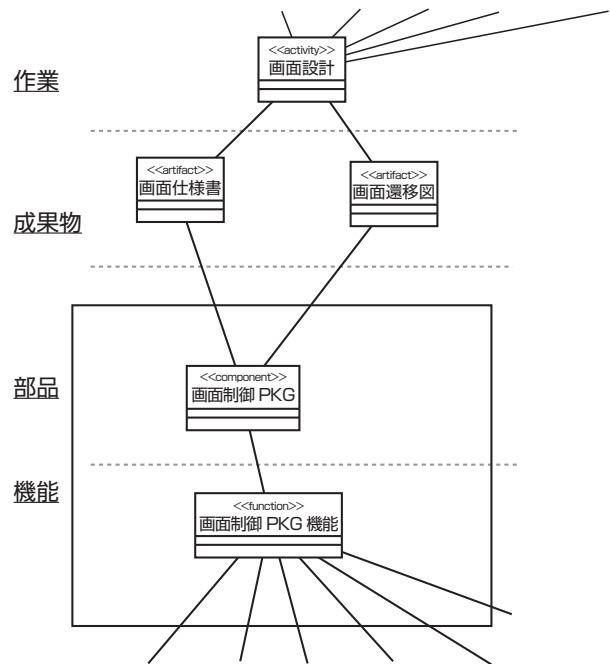 <<activity>>
画面設計
作業
<<artifact>>
画面仕様書
<<artifact>>
画面還移図
成果物
<<component>>
画面制御 PKG
部品
機能
<<function>>
画面制御 PKG 機能